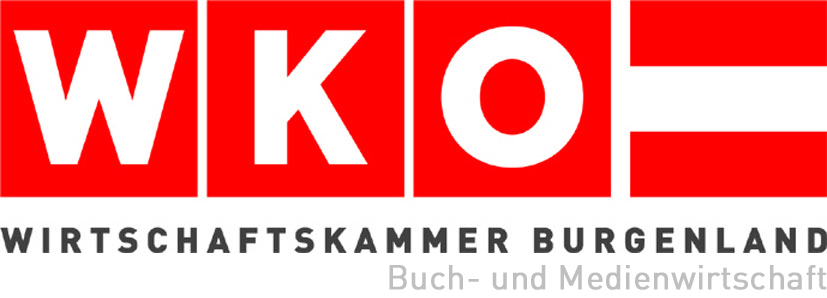 WKO
WIRTSCHAFTSKAMMER BURGENLAND
Buch- und Medienwirtschaft